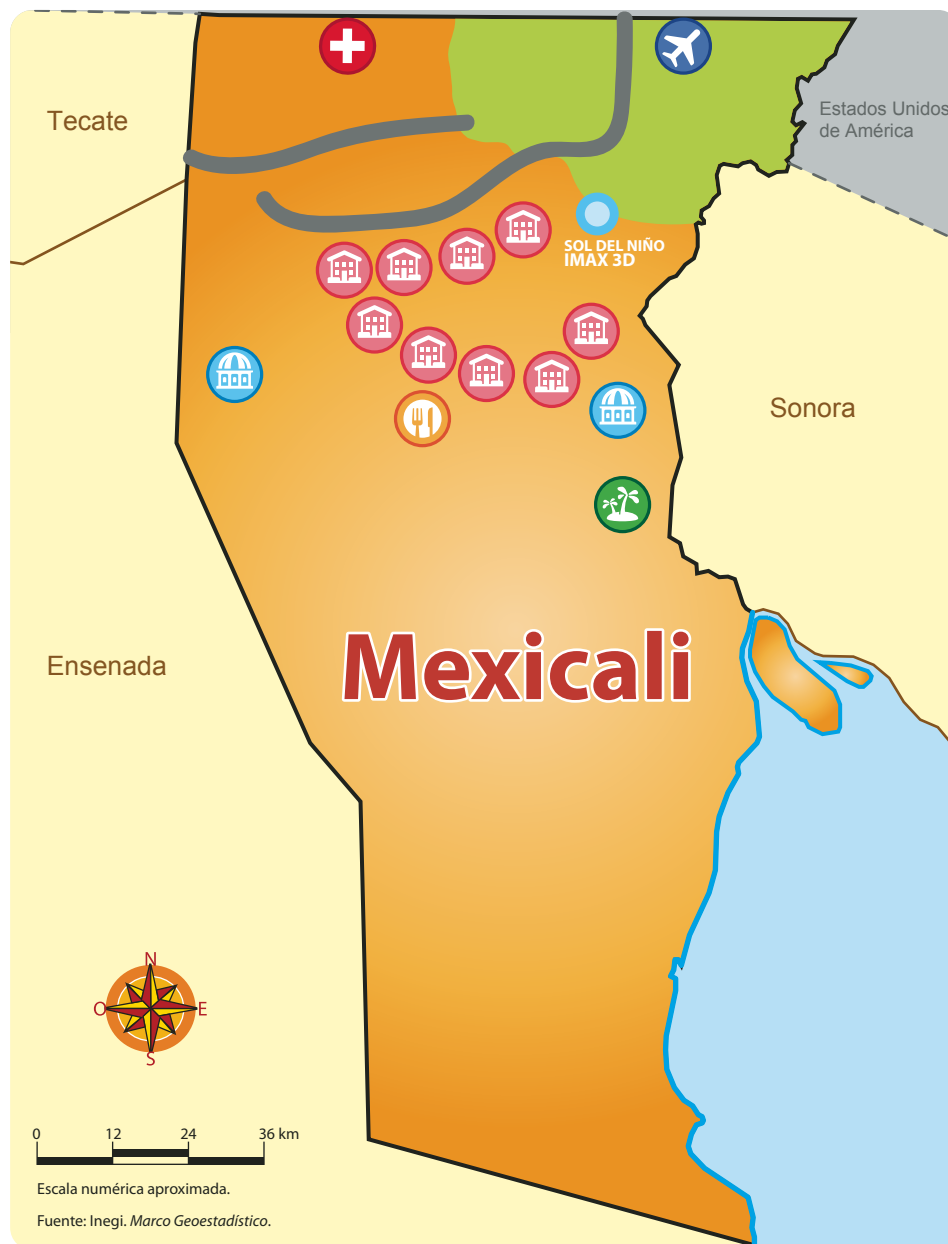 Tecate
Estados Unidos
de América
SOL DEL NIÑO
IMAX 3D
Sonora
Ensenada
Mexicali
N
O
E
S
0 12 24 36 km
Escala numérica aproximada.
Fuente: Inegi. Marco Geoestadístico.